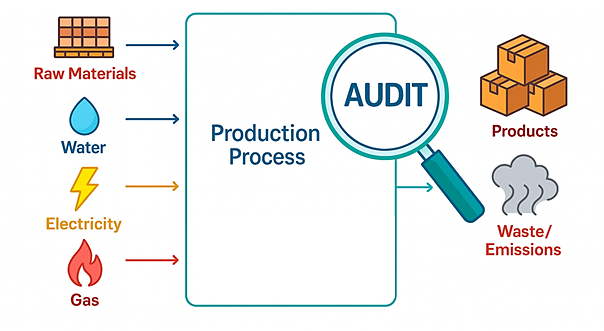 Raw Materials
Water
Electricity
Gas
Production
Process
AUDIT
Products
Waste/
Emissions